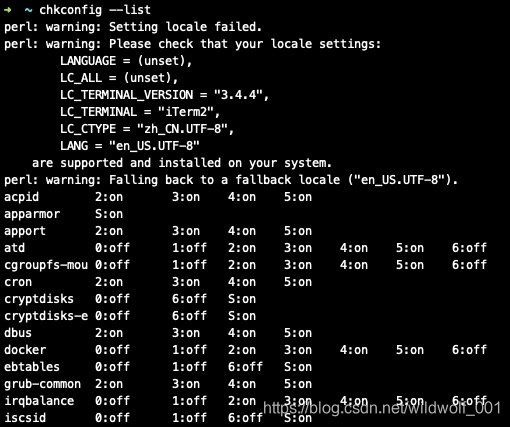 ➜  ~ chkconfig --list
perl: warning: Setting locale failed.
perl: warning: Please check that your locale settings:
        LANGUAGE = (unset),
        LC_ALL = (unset),
        LC_TERMINAL_VERSION = "3.4.4",
        LC_TERMINAL = "iTerm2",
        LC_CTYPE = "zh_CN.UTF-8",
        LANG = "en_US.UTF-8"
    are supported and installed on your system.
perl: warning: Falling back to a fallback locale ("en_US.UTF-8").
acpid 2:on 3:on 4:on 5:on
apparmor S:on
apport 2:on 3:on 4:on 5:on
atd 0:off 1:off 2:on 3:on 4:on 5:on 6:off
cgroupfs-mou 0:off 1:off 2:on 3:on 4:on 5:on 6:off
cron 2:on 3:on 4:on 5:on
cryptdisks 0:off 6:off S:on
cryptdisks-e 0:off 6:off S:on
dbus 2:on 3:on 4:on 5:on
docker 0:off 1:off 2:on 3:on 4:on 5:on 6:off
ebtables 0:off 1:off 6:off S:on
grub-common 2:on 3:on 4:on 5:on
irqbalance 0:off 1:off 2:on 3:on 4:on 5:on 6:off
iscsid 0:off 1:off 6:off S:on
https://blog.csdn.net/wildwolf_001